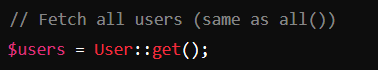 // Fetch all users (same as all())
$users = User::get();